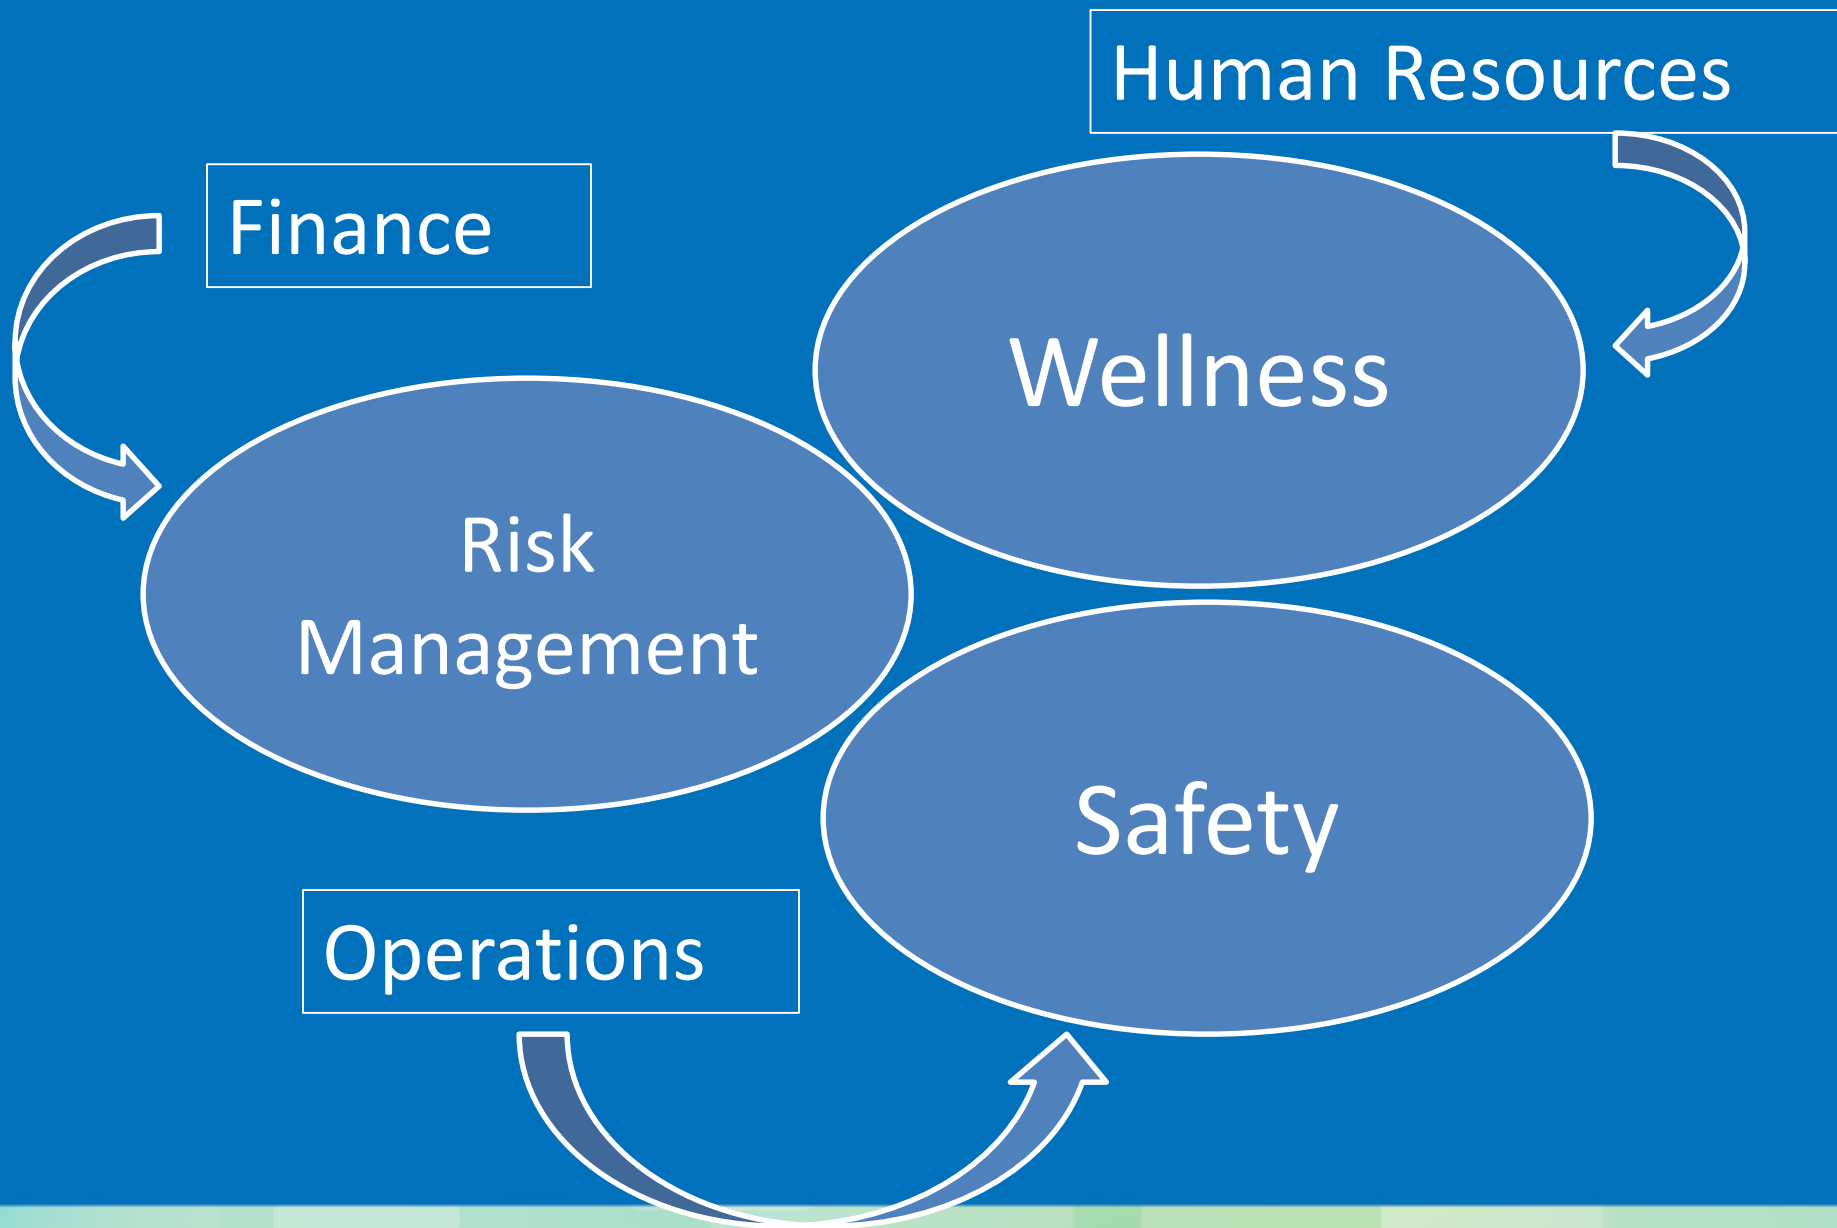 Human Resources
Finance
Wellness
Risk
Management
Safety
Operations